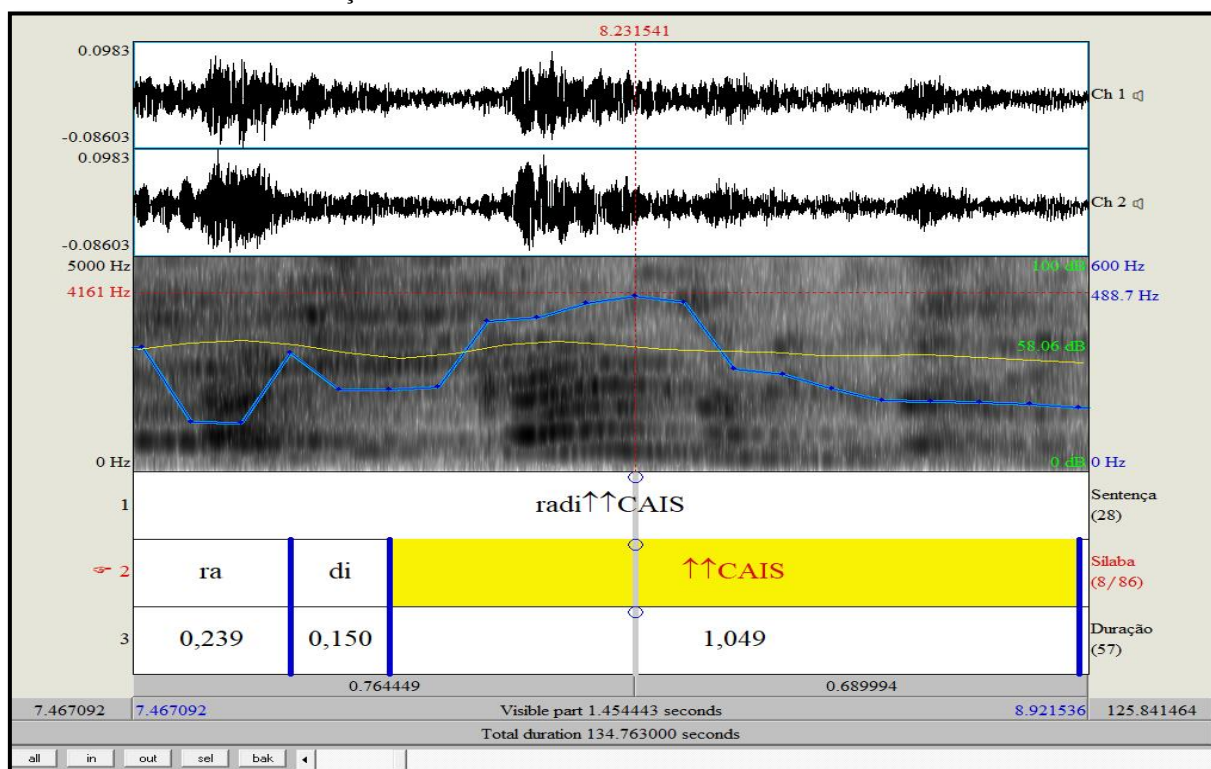 8.231541
0.0983
-0.08603
Ch 1
0.0983
-0.08603
Ch 2
5000 Hz 100 dB 600 Hz
4161 Hz 488.7 Hz
58.06 dB
0 Hz 0 dB 0 Hz
1 radi↑↑CAIS Sentença (28)
2 ra di ↑↑CAIS Sílaba (8/86)
3 0,239 0,150 1,049 Duração (57)
0.764449 0.689994
7.467092 7.467092 Visible part 1.454443 seconds 8.921536 125.841464
Total duration 134.763000 seconds
all in out sel bak